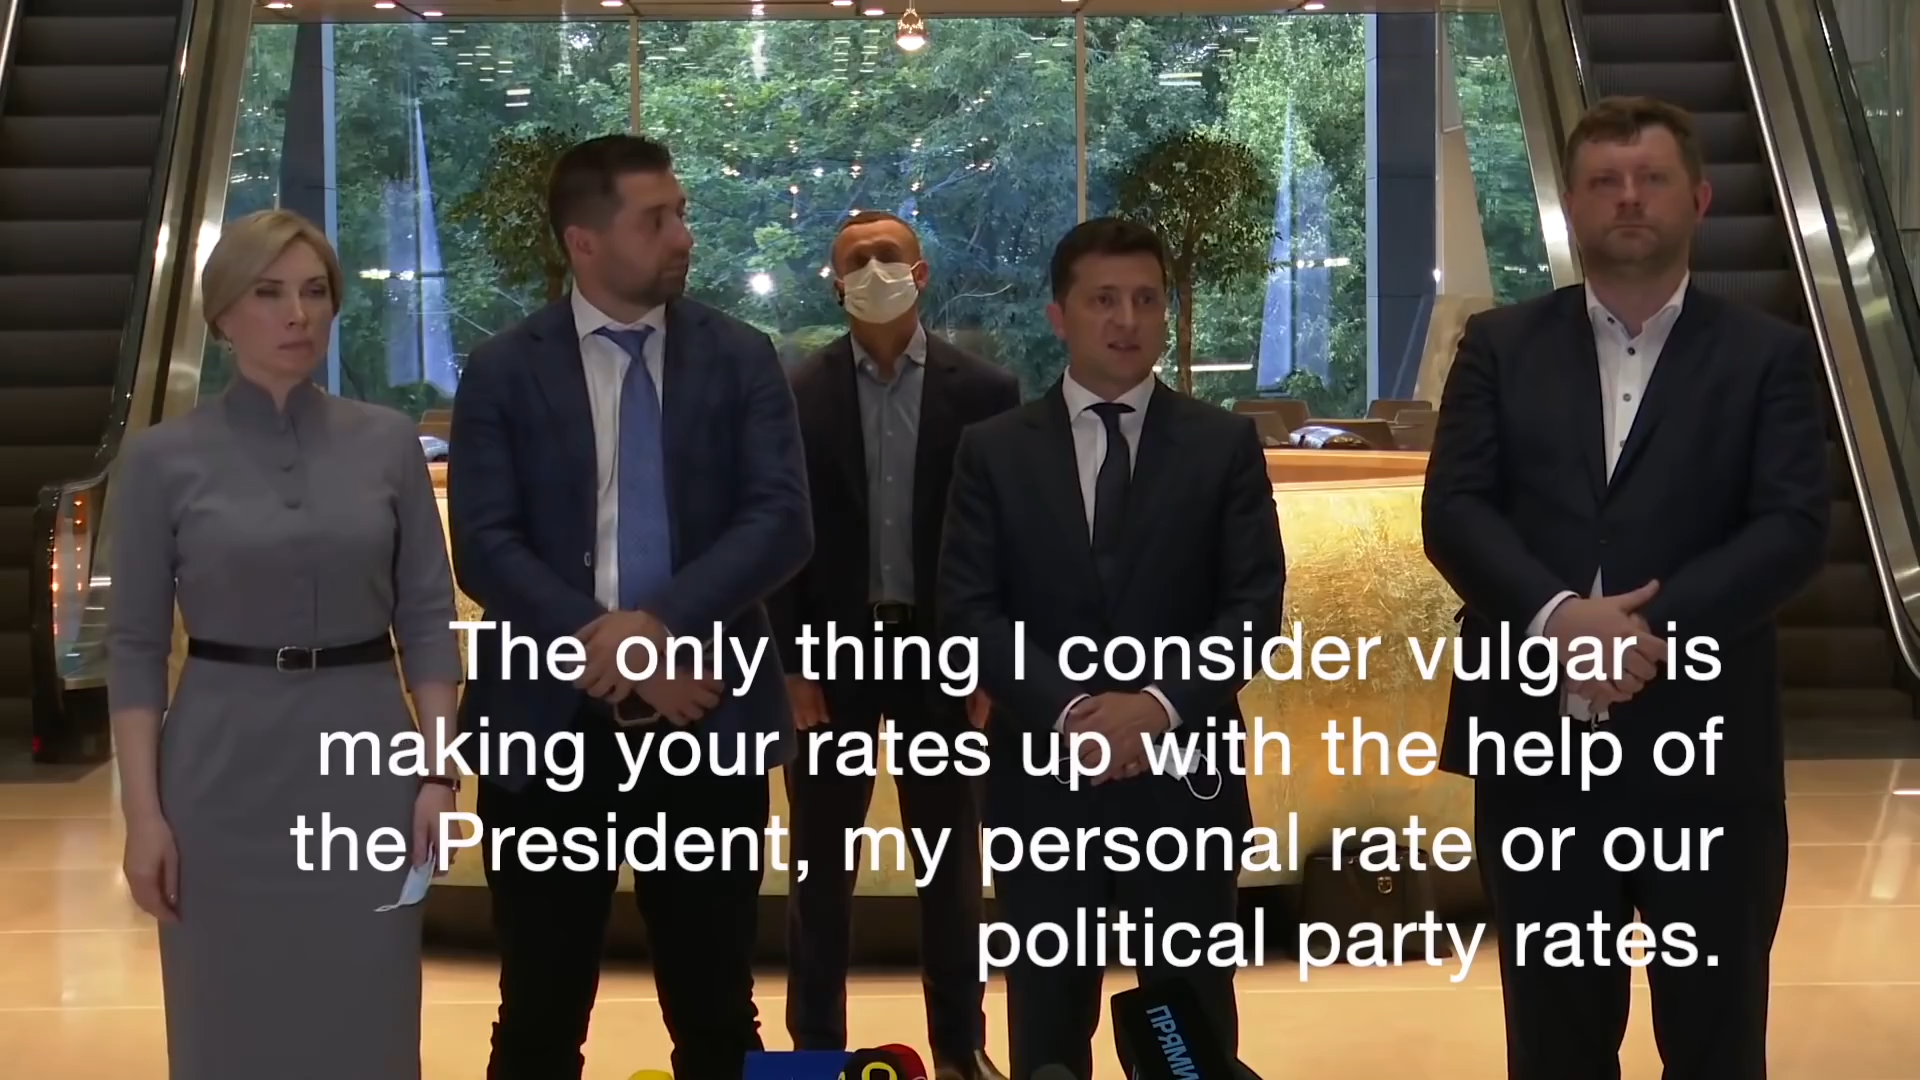 The only thing I consider vulgar is
making your rates up with the help of
the President, my personal rate or our
political party rates.
ПРЯМИ